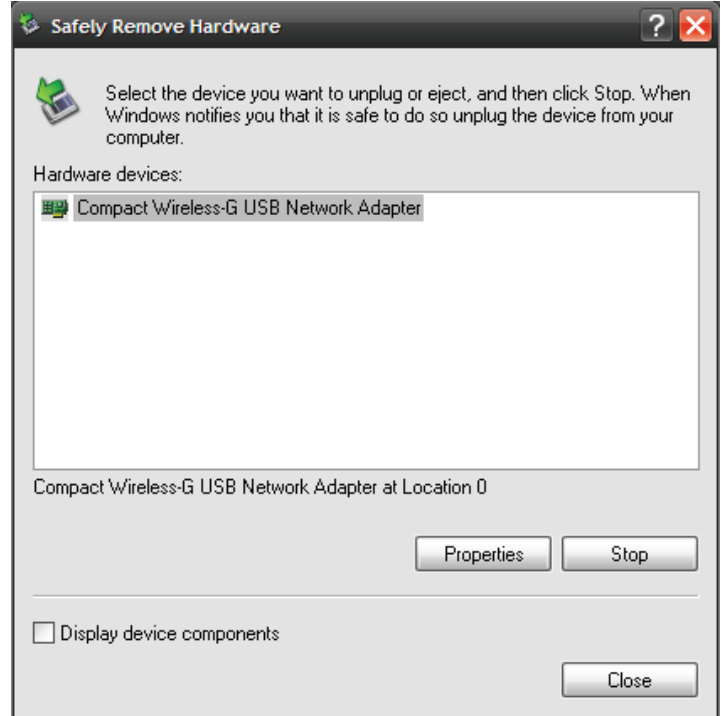 Safely Remove Hardware
Select the device you want to unplug or eject, and then click Stop. When
Windows notifies you that it is safe to do so unplug the device from your
computer.
Hardware devices:
Compact Wireless-G USB Network Adapter
Compact Wireless-G USB Network Adapter at Location 0
Properties Stop
Display device components
Close